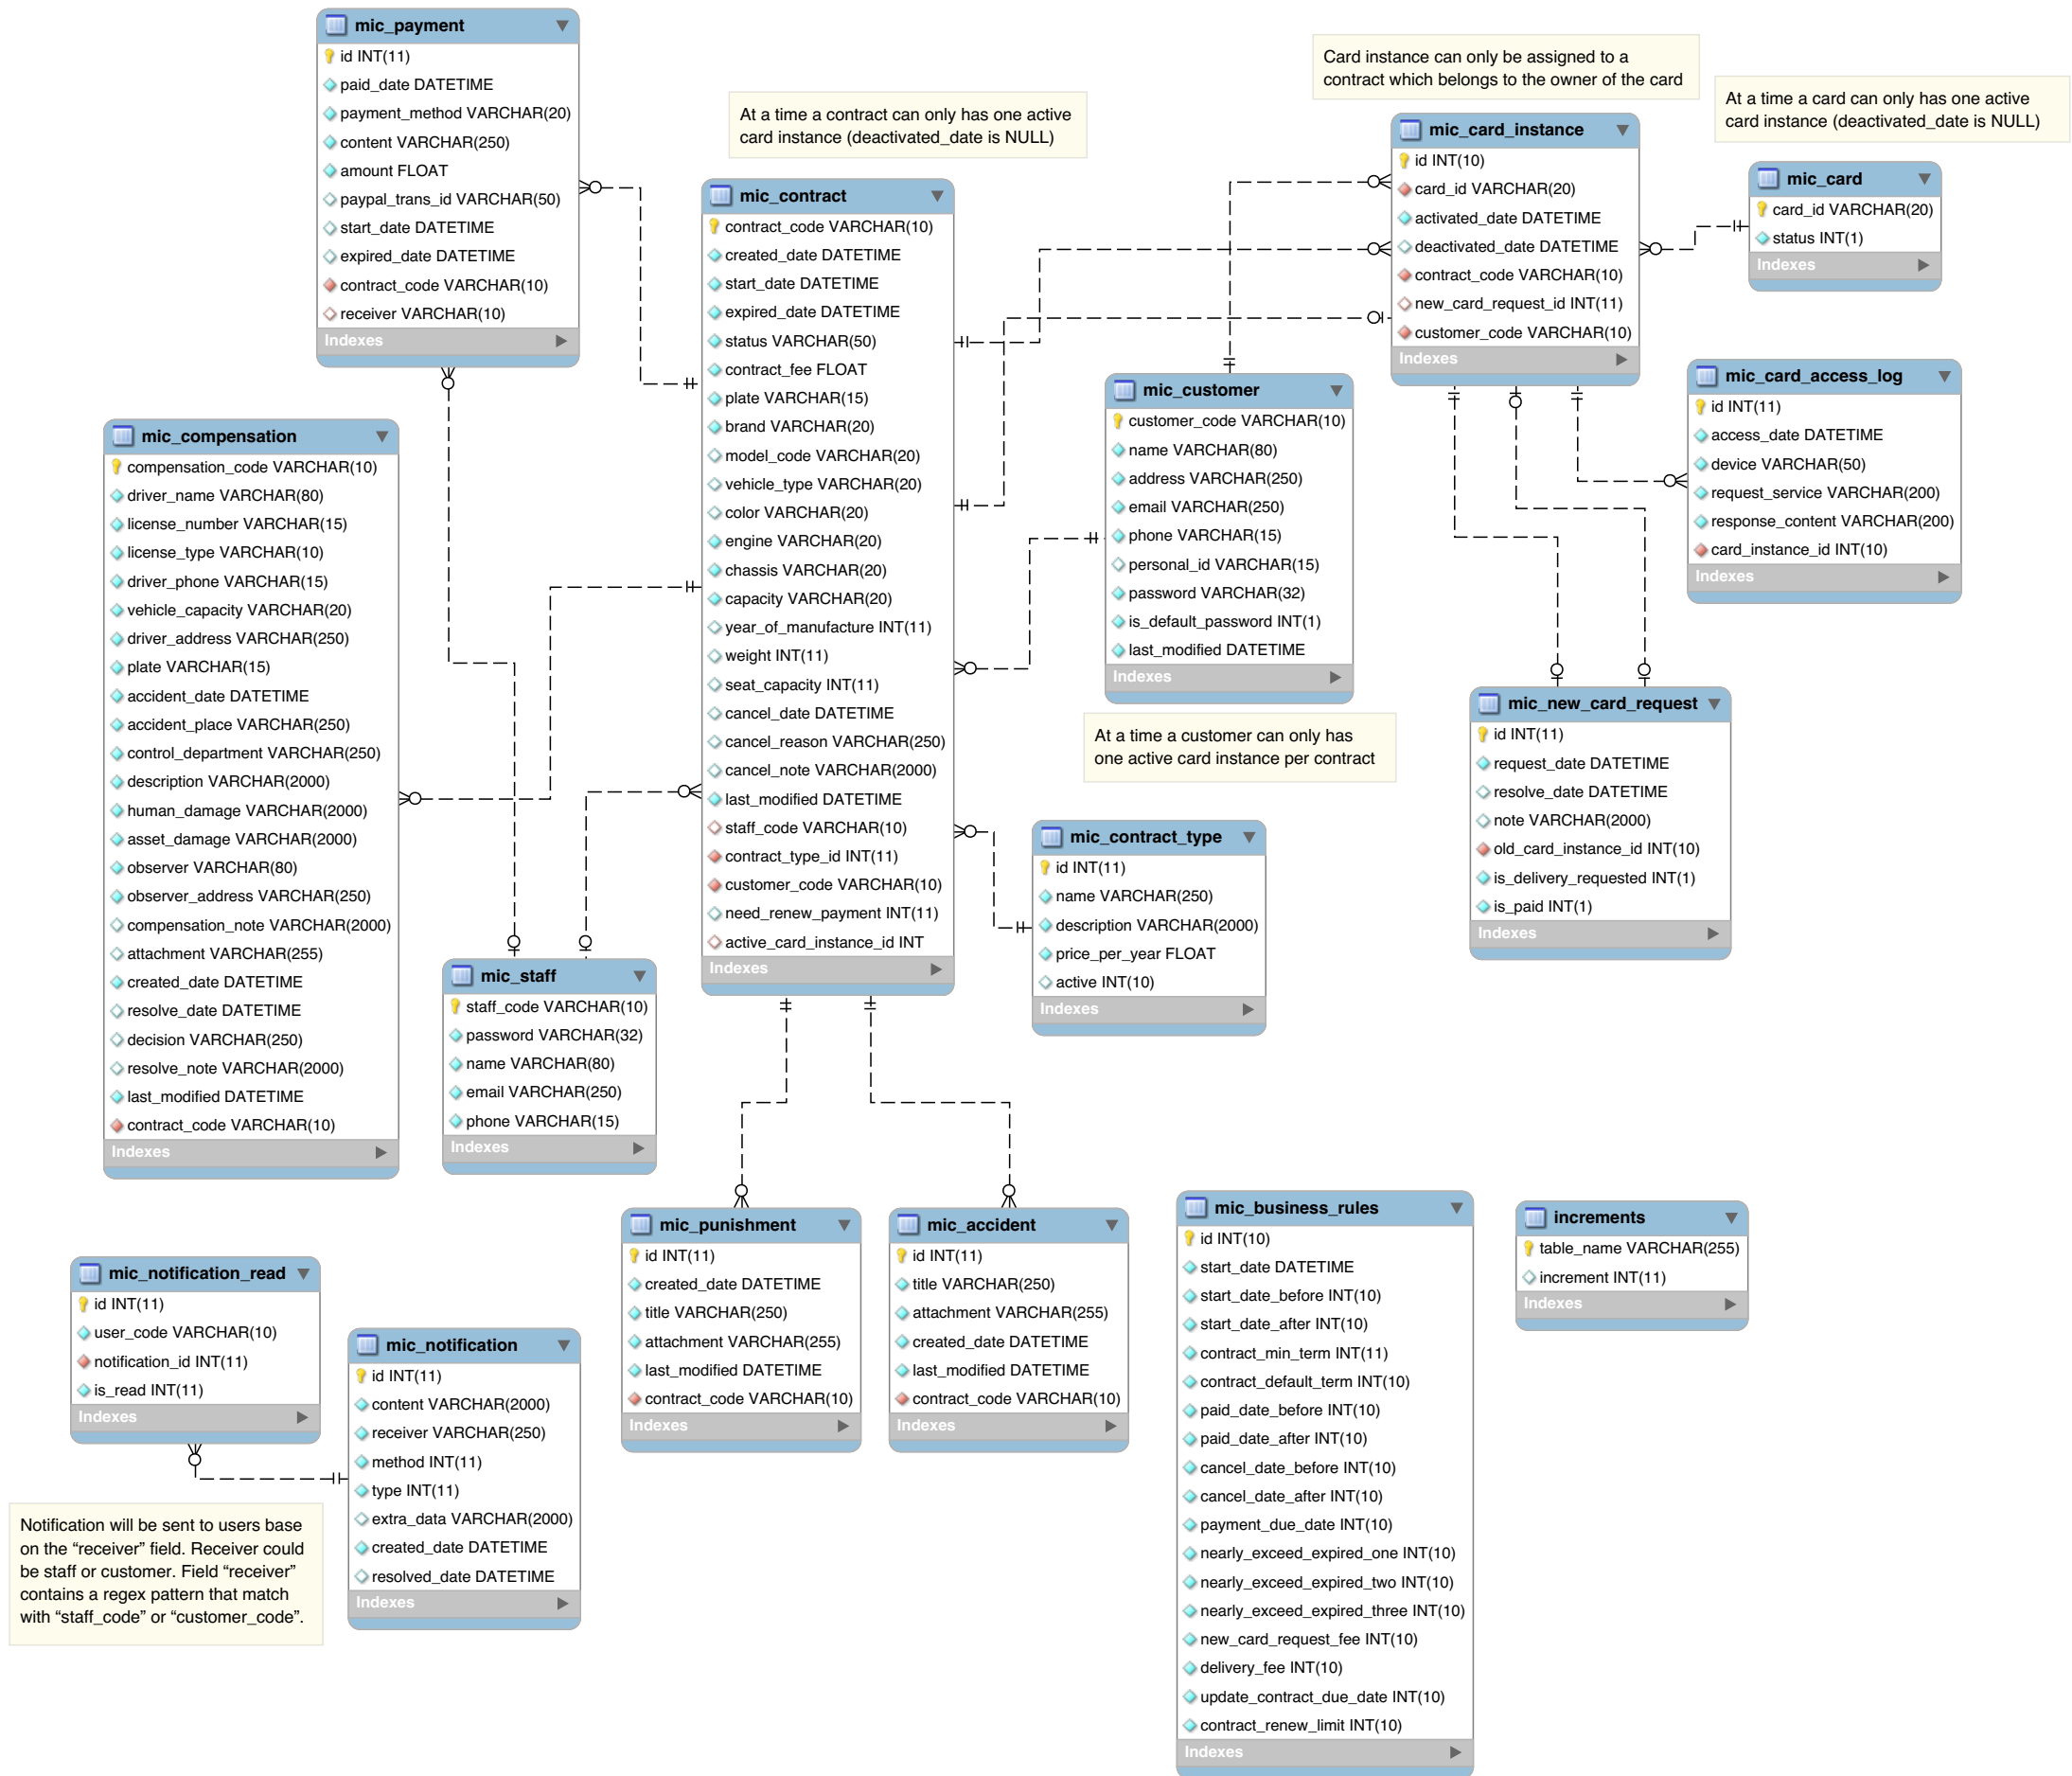 mic_payment
id INT(11)
paid_date DATETIME
payment_method VARCHAR(20)
content VARCHAR(250)
amount FLOAT
paypal_trans_id VARCHAR(50)
start_date DATETIME
expired_date DATETIME
contract_code VARCHAR(10)
receiver VARCHAR(10)
Indexes
At a time a contract can only has one active
card instance (deactivated_date is NULL)
Card instance can only be assigned to a
contract which belongs to the owner of the card
At a time a card can only has one active
card instance (deactivated_date is NULL)
mic_contract
contract_code VARCHAR(10)
created_date DATETIME
start_date DATETIME
expired_date DATETIME
status VARCHAR(50)
contract_fee FLOAT
plate VARCHAR(15)
brand VARCHAR(20)
model_code VARCHAR(20)
vehicle_type VARCHAR(20)
color VARCHAR(20)
engine VARCHAR(20)
chassis VARCHAR(20)
capacity VARCHAR(20)
year_of_manufacture INT(11)
weight INT(11)
seat_capacity INT(11)
cancel_date DATETIME
cancel_reason VARCHAR(250)
cancel_note VARCHAR(2000)
last_modified DATETIME
staff_code VARCHAR(10)
contract_type_id INT(11)
customer_code VARCHAR(10)
need_renew_payment INT(11)
active_card_instance_id INT
Indexes
mic_card_instance
id INT(10)
card_id VARCHAR(20)
activated_date DATETIME
deactivated_date DATETIME
contract_code VARCHAR(10)
new_card_request_id INT(11)
customer_code VARCHAR(10)
Indexes
mic_card
card_id VARCHAR(20)
status INT(1)
Indexes
mic_customer
customer_code VARCHAR(10)
name VARCHAR(80)
address VARCHAR(250)
email VARCHAR(250)
phone VARCHAR(15)
personal_id VARCHAR(15)
password VARCHAR(32)
is_default_password INT(1)
last_modified DATETIME
Indexes
At a time a customer can only has
one active card instance per contract
mic_card_access_log
id INT(11)
access_date DATETIME
device VARCHAR(50)
request_service VARCHAR(200)
response_content VARCHAR(200)
card_instance_id INT(10)
Indexes
mic_compensation
compensation_code VARCHAR(10)
driver_name VARCHAR(80)
license_number VARCHAR(15)
license_type VARCHAR(10)
driver_phone VARCHAR(15)
vehicle_capacity VARCHAR(20)
driver_address VARCHAR(250)
plate VARCHAR(15)
accident_date DATETIME
accident_place VARCHAR(250)
control_department VARCHAR(250)
description VARCHAR(2000)
human_damage VARCHAR(2000)
asset_damage VARCHAR(2000)
observer VARCHAR(80)
observer_address VARCHAR(250)
compensation_note VARCHAR(2000)
attachment VARCHAR(255)
created_date DATETIME
resolve_date DATETIME
decision VARCHAR(250)
resolve_note VARCHAR(2000)
last_modified DATETIME
contract_code VARCHAR(10)
Indexes
mic_new_card_request
id INT(11)
request_date DATETIME
resolve_date DATETIME
note VARCHAR(2000)
old_card_instance_id INT(10)
is_delivery_requested INT(1)
is_paid INT(1)
Indexes
mic_contract_type
id INT(11)
name VARCHAR(250)
description VARCHAR(2000)
price_per_year FLOAT
active INT(10)
Indexes
mic_staff
staff_code VARCHAR(10)
password VARCHAR(32)
name VARCHAR(80)
email VARCHAR(250)
phone VARCHAR(15)
Indexes
mic_punishment
id INT(11)
created_date DATETIME
title VARCHAR(250)
attachment VARCHAR(255)
last_modified DATETIME
contract_code VARCHAR(10)
Indexes
mic_accident
id INT(11)
title VARCHAR(250)
attachment VARCHAR(255)
created_date DATETIME
last_modified DATETIME
contract_code VARCHAR(10)
Indexes
mic_business_rules
id INT(10)
start_date DATETIME
start_date_before INT(10)
start_date_after INT(10)
contract_min_term INT(11)
contract_default_term INT(10)
paid_date_before INT(10)
paid_date_after INT(10)
cancel_date_before INT(10)
cancel_date_after INT(10)
payment_due_date INT(10)
nearly_exceed_expired_one INT(10)
nearly_exceed_expired_two INT(10)
nearly_exceed_expired_three INT(10)
new_card_request_fee INT(10)
delivery_fee INT(10)
update_contract_due_date INT(10)
contract_renew_limit INT(10)
Indexes
increments
table_name VARCHAR(255)
increment INT(11)
Indexes
mic_notification_read
id INT(11)
user_code VARCHAR(10)
notification_id INT(11)
is_read INT(11)
Indexes
mic_notification
id INT(11)
content VARCHAR(2000)
receiver VARCHAR(250)
method INT(11)
type INT(11)
extra_data VARCHAR(2000)
created_date DATETIME
resolved_date DATETIME
Indexes
Notification will be sent to users base
on the “receiver” field. Receiver could
be staff or customer. Field “receiver”
contains a regex pattern that match
with “staff_code” or “customer_code”.